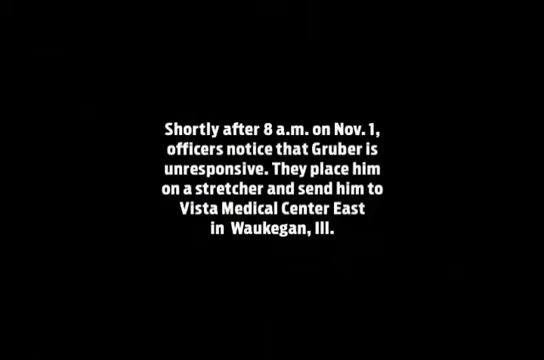 Shortly after 8 a.m. on Nov. 1,
officers notice that Gruber is
unresponsive. They place him
on a stretcher and send him to
Vista Medical Center East
in Waukegan, Ill.